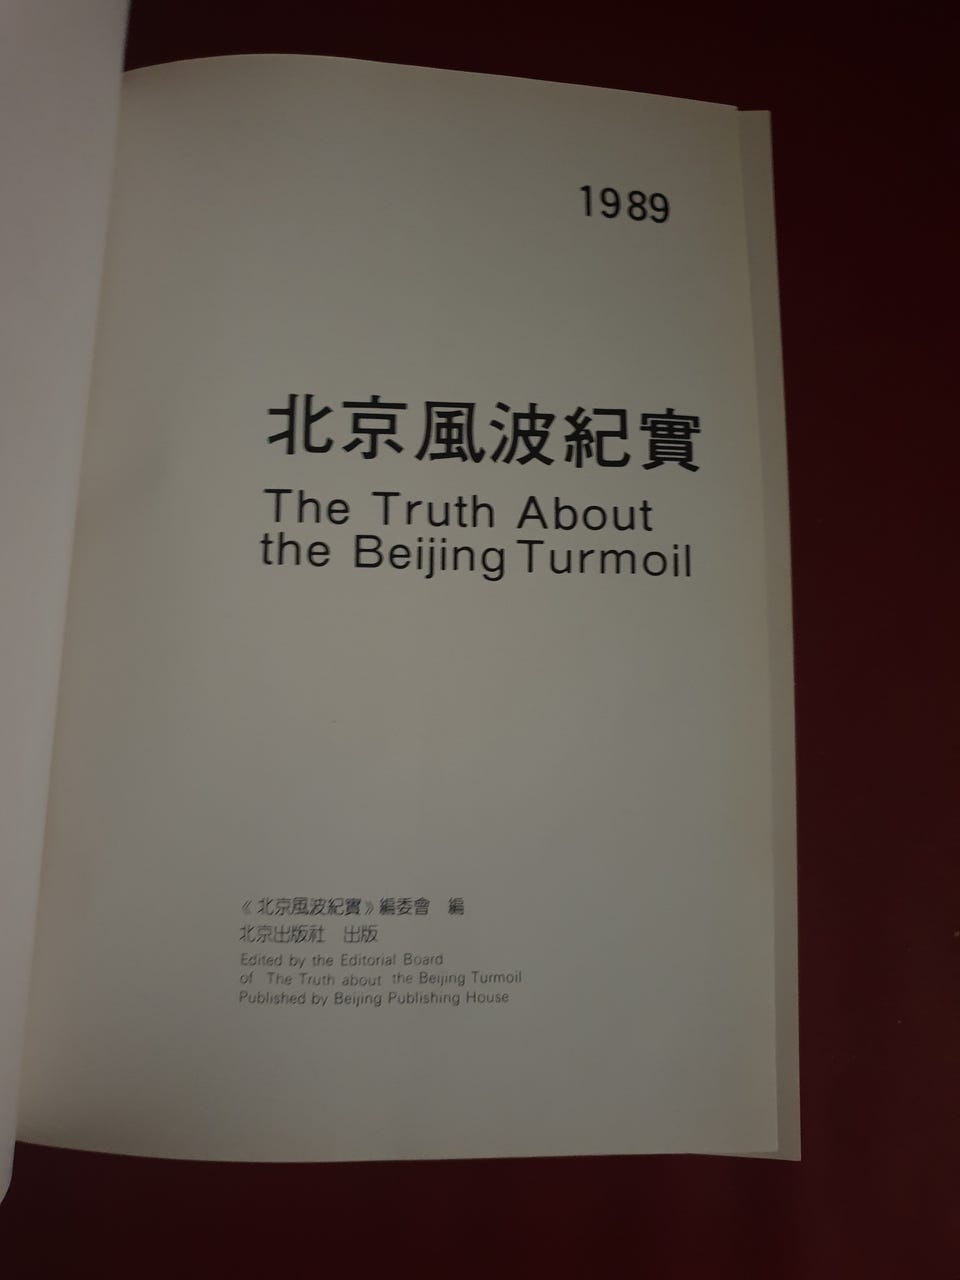 1989
北京風波紀實
The Truth About
the Beijing Turmoil
《北京風波紀實》編委會 編
北京出版社 出版
Edited by the Editorial Board
of The Truth about the Beijing Turmoil
Published by Beijing Publishing House